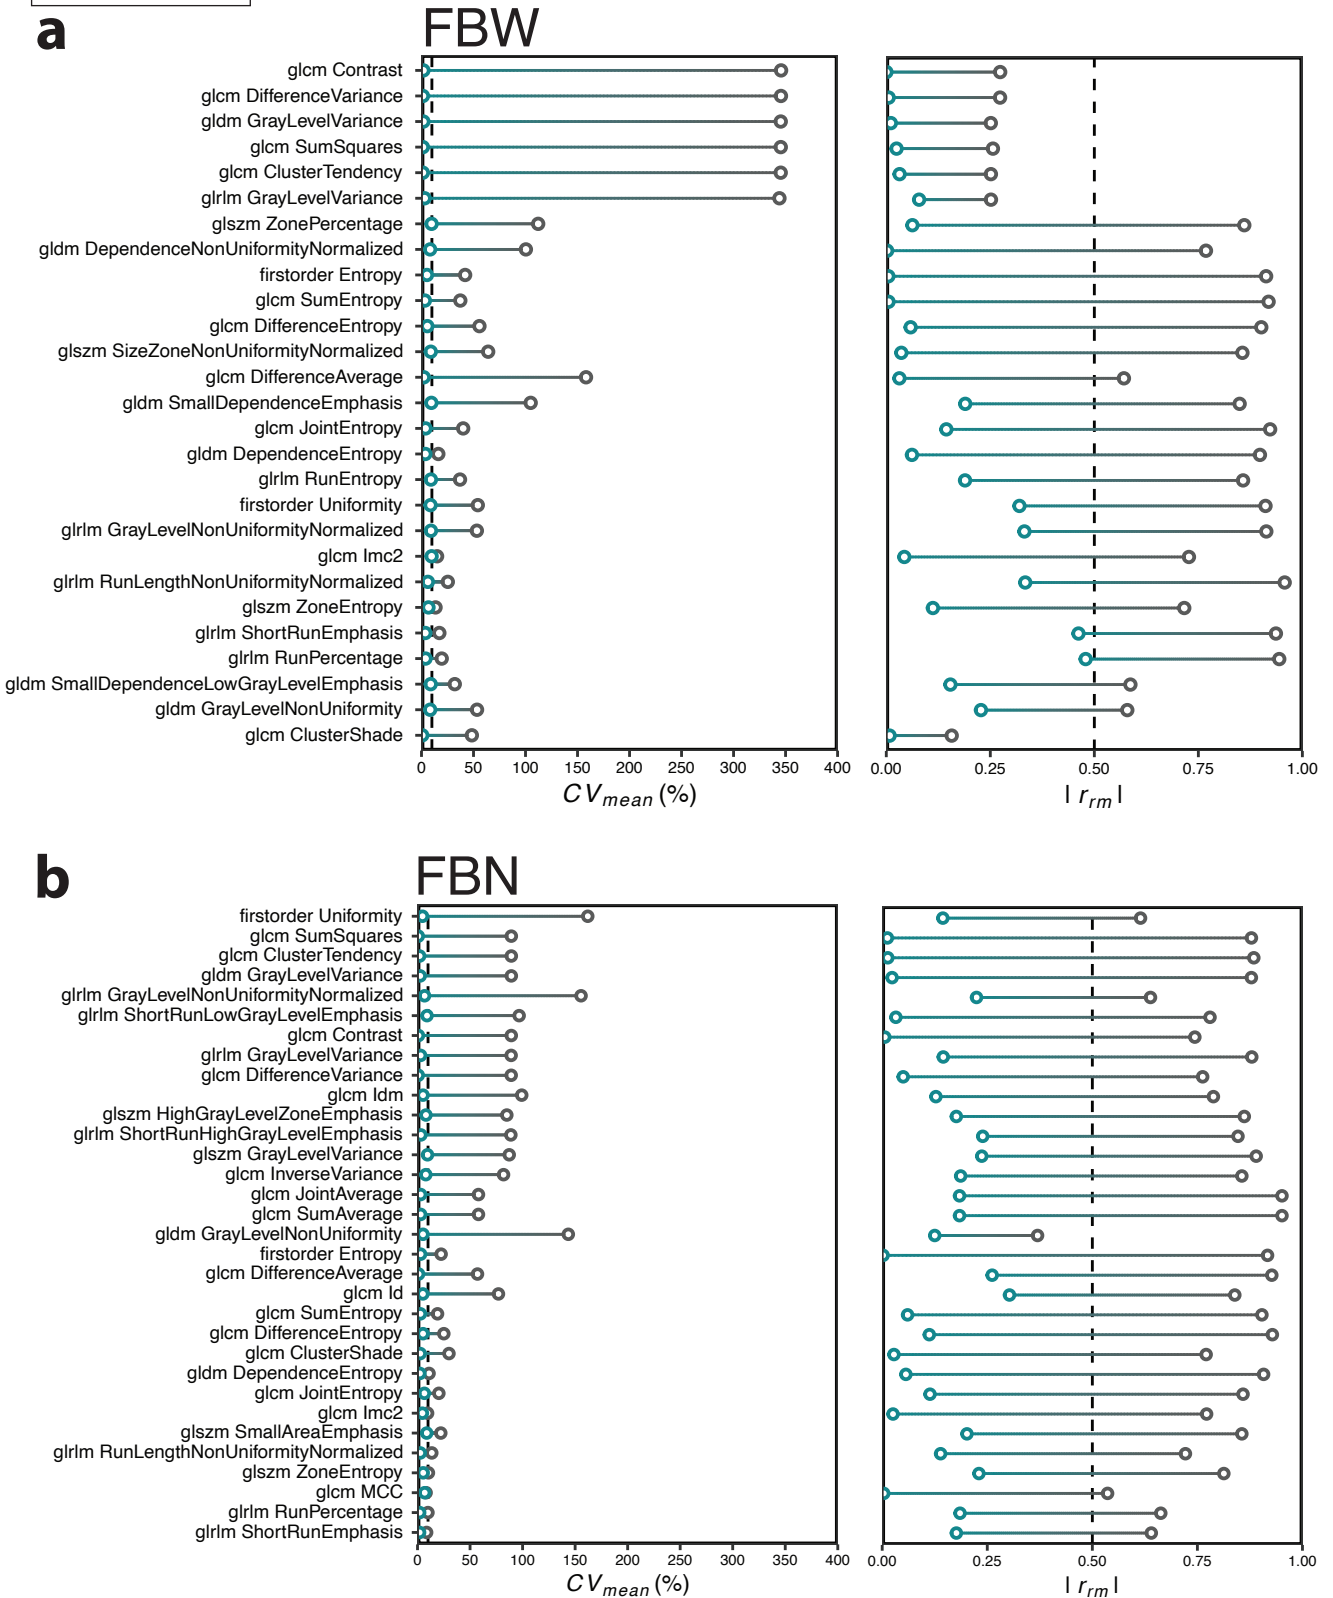 a
FBW
glcm Contrast
glcm DifferenceVariance
gldm GrayLevelVariance
glcm SumSquares
glcm ClusterTendency
glrlm GrayLevelVariance
glszm ZonePercentage
gldm DependenceNonUniformityNormalized
firstorder Entropy
glcm SumEntropy
glcm DifferenceEntropy
glszm SizeZoneNonUniformityNormalized
glcm DifferenceAverage
gldm SmallDependenceEmphasis
glcm JointEntropy
gldm DependenceEntropy
glrlm RunEntropy
firstorder Uniformity
glrlm GrayLevelNonUniformityNormalized
glcm Imc2
glrlm RunLengthNonUniformityNormalized
glszm ZoneEntropy
glrlm ShortRunEmphasis
glrlm RunPercentage
gldm SmallDependenceLowGrayLevelEmphasis
gldm GrayLevelNonUniformity
glcm ClusterShade
0 50 100 150 200 250 300 350 400
CV mean (%)
0.00 0.25 0.50 0.75 1.00
| r rm |
b
FBN
firstorder Uniformity
glcm SumSquares
glcm ClusterTendency
gldm GrayLevelVariance
glrlm GrayLevelNonUniformityNormalized
glrlm ShortRunLowGrayLevelEmphasis
glcm Contrast
glrlm GrayLevelVariance
glcm DifferenceVariance
glcm Idm
glszm HighGrayLevelZoneEmphasis
glrlm ShortRunHighGrayLevelEmphasis
glszm GrayLevelVariance
glcm InverseVariance
glcm JointAverage
glcm SumAverage
gldm GrayLevelNonUniformity
firstorder Entropy
glcm DifferenceAverage
glcm Id
glcm SumEntropy
glcm DifferenceEntropy
glcm ClusterShade
gldm DependenceEntropy
glcm JointEntropy
glcm Imc2
glszm SmallAreaEmphasis
glrlm RunLengthNonUniformityNormalized
glszm ZoneEntropy
glcm MCC
glrlm RunPercentage
glrlm ShortRunEmphasis
0 50 100 150 200 250 300 350 400
CV mean (%)
0.00 0.25 0.50 0.75 1.00
| r rm |